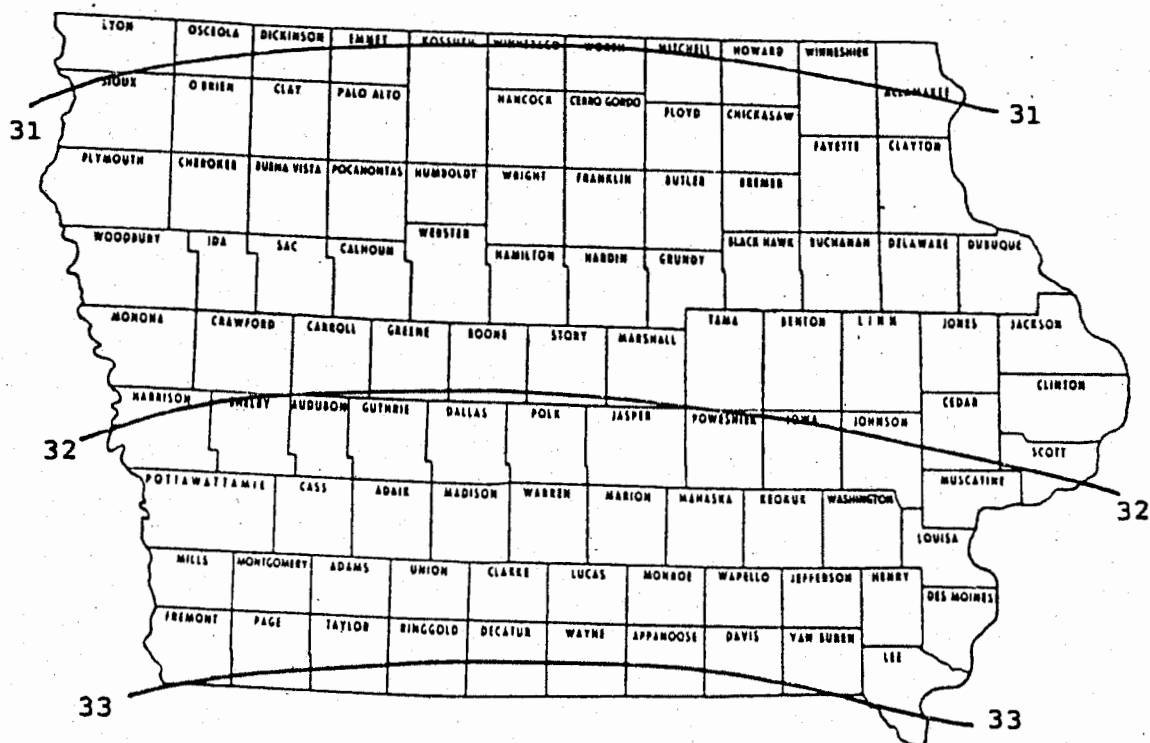 LYON OSCEOLA DICKINSON EMMET KOSSUTH WINNEBAGO WORTH MITCHELL HOWARD WINNESHIEK ALLAMAKEE
SIOUX O BRIEN CLAY PALO ALTO HANCOCK CERRO GORDO FLOYD CHICKASAW
31 31
PLYMOUTH CHEROKEE BUENA VISTA POCAHONTAS HUMBOLDT WRIGHT FRANKLIN BUTLER BREMER FAYETTE CLAYTON
WOODBURY IDA SAC CALHOUN WEBSTER HAMILTON HARDIN GRUNDY BLACK HAWK BUCHANAN DELAWARE DUBUQUE
MONONA CRAWFORD CARROLL GREENE BOONE STORY MARSHALL TAMA BENTON LINN JONES JACKSON
CLINTON
HARRISON SHELBY AUDUBON GUTHRIE DALLAS POLK JASPER POWESHIEK IOWA JOHNSON CEDAR
SCOTT
32 32
POTTAWATTAMIE CASS ADAIR MADISON WARREN MARION MAHASKA KEOKUK WASHINGTON MUSCATINE
LOUISA
MILLS MONTGOMERY ADAMS UNION CLARKE LUCAS MONROE WAPELLO JEFFERSON HENRY DES MOINES
FREMONT PAGE TAYLOR RINGGOLD DECATUR WAYNE APPANOOSE DAVIS VAN BUREN LEE
33 33